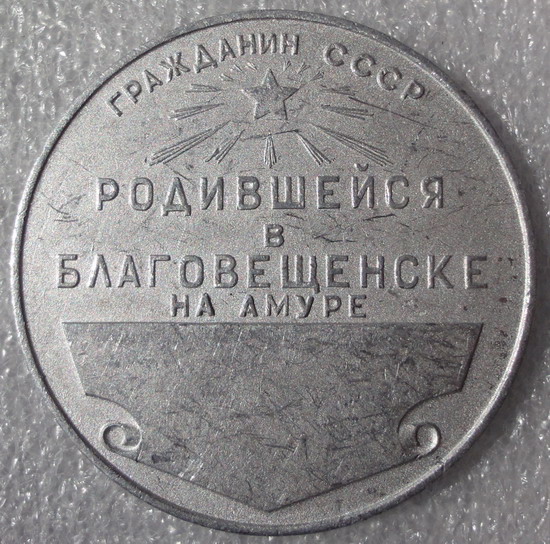 ГРАЖДАНИН СССР
РОДИВШЕЙСЯ
В
БЛАГОВЕЩЕНСКЕ
НА АМУРЕ